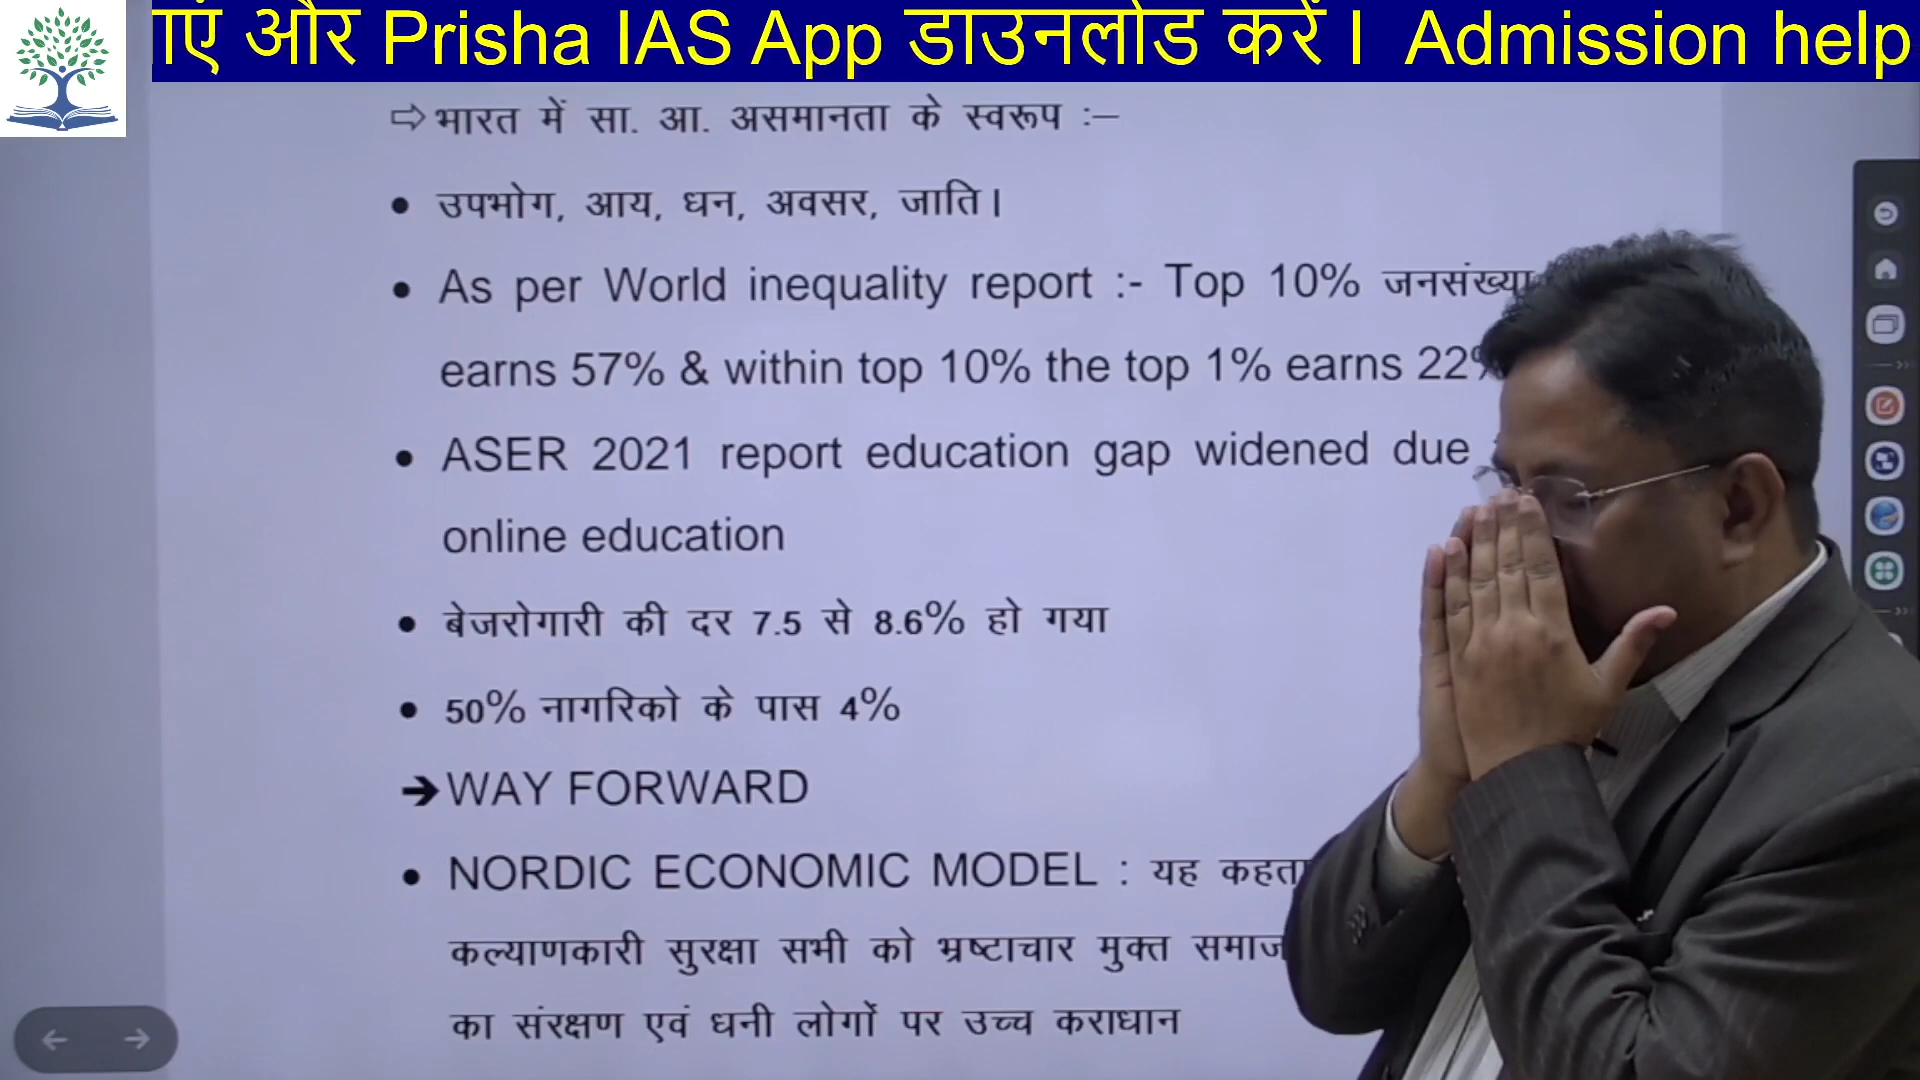 एं और Prisha IAS App डाउनलोड करें I Admission help
⇨ भारत में सा. आ. असमानता के स्वरूप :–
• उपभोग, आय, धन, अवसर, जाति।
• As per World inequality report :- Top 10% जनसंख्या
earns 57% & within top 10% the top 1% earns 22%
• ASER 2021 report education gap widened due
online education
• बेजरोगारी की दर 7.5 से 8.6% हो गया
• 50% नागरिको के पास 4%
➔ WAY FORWARD
• NORDIC ECONOMIC MODEL : यह कहता
कल्याणकारी सुरक्षा सभी को भ्रष्टाचार मुक्त समाज
का संरक्षण एवं धनी लोगों पर उच्च कराधान